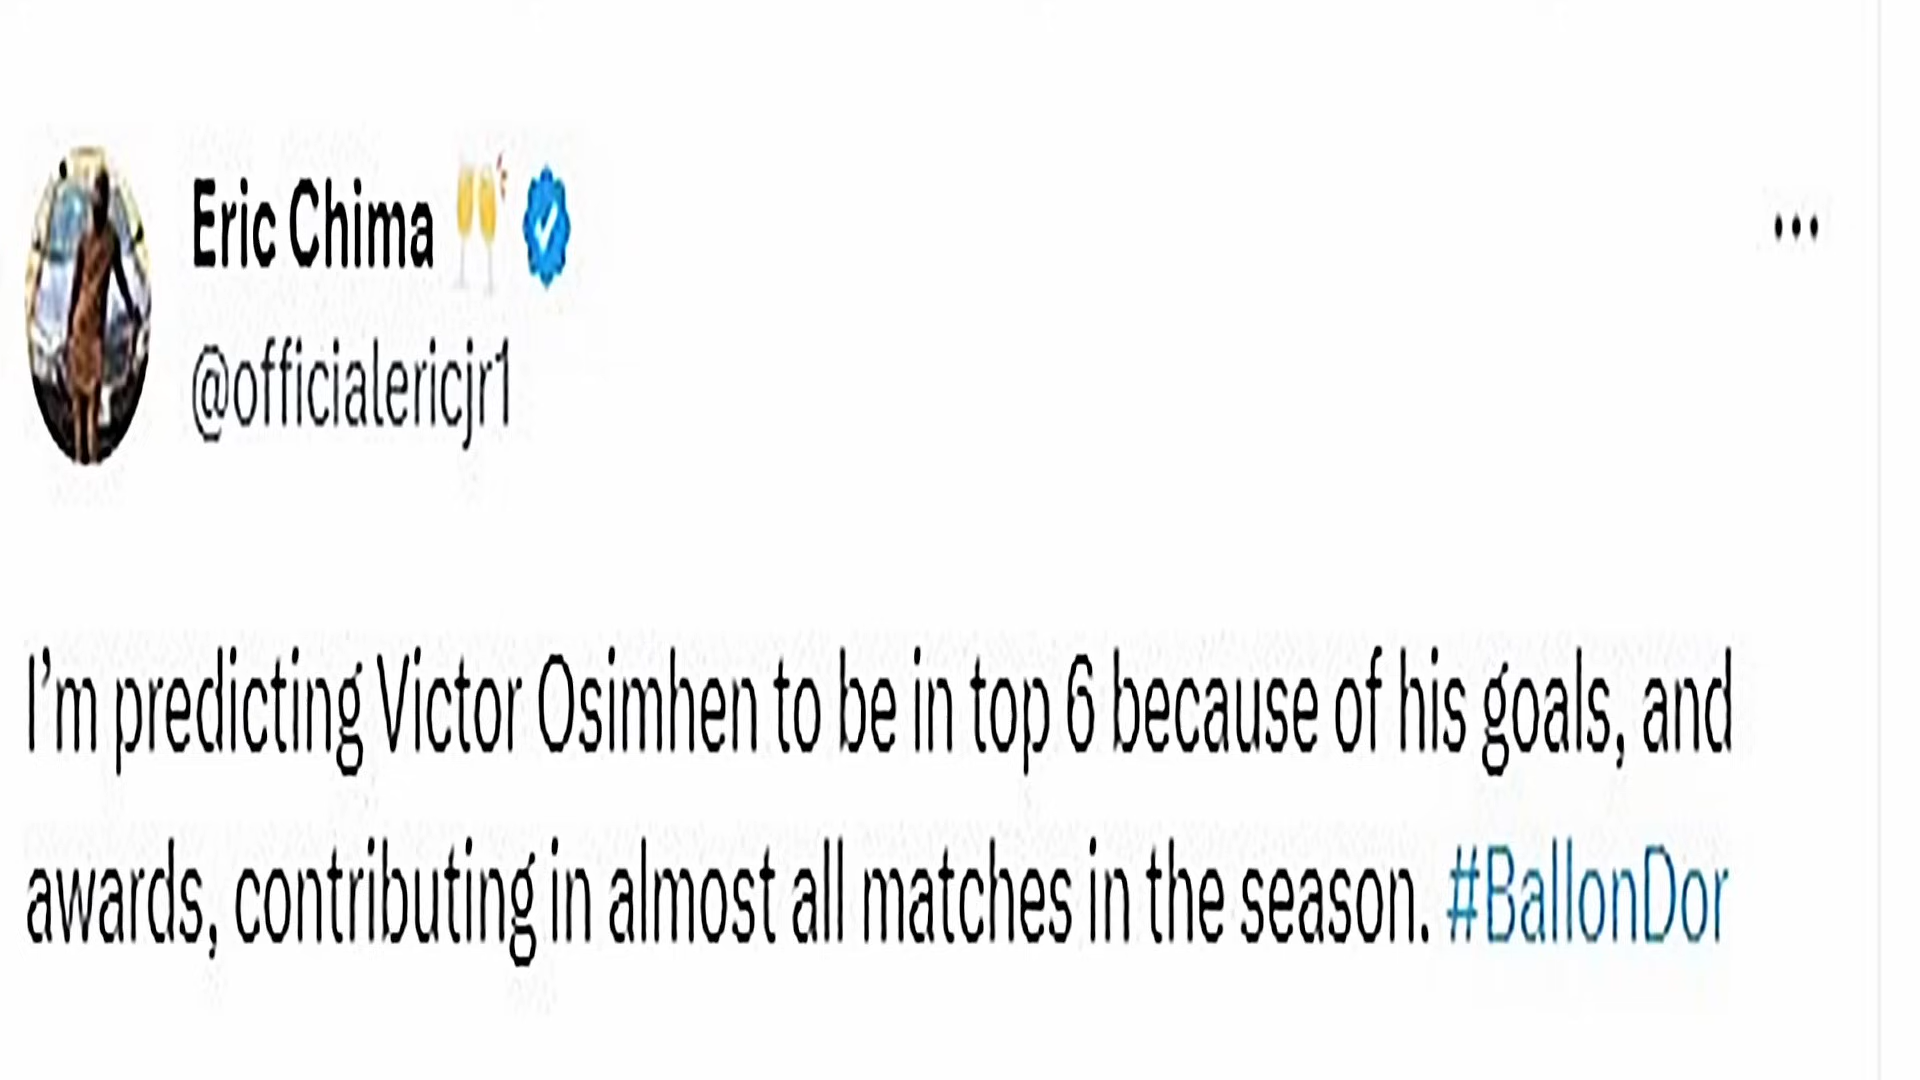 Eric Chima 🥂
@officialericjr1
I'm predicting Victor Osimhen to be in top 6 because of his goals, and
awards, contributing in almost all matches in the season. #BallonDor